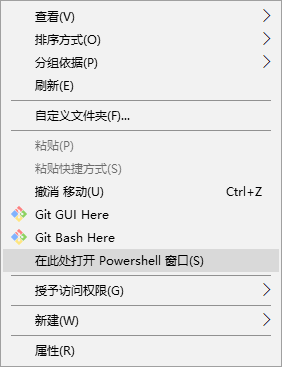 查看(V)
排序方式(O)
分组依据(P)
刷新(E)
自定义文件夹(F)...
粘贴(P)
粘贴快捷方式(S)
撤消 移动(U) Ctrl+Z
Git GUI Here
Git Bash Here
在此处打开 Powershell 窗口(S)
授予访问权限(G)
新建(W)
属性(R)